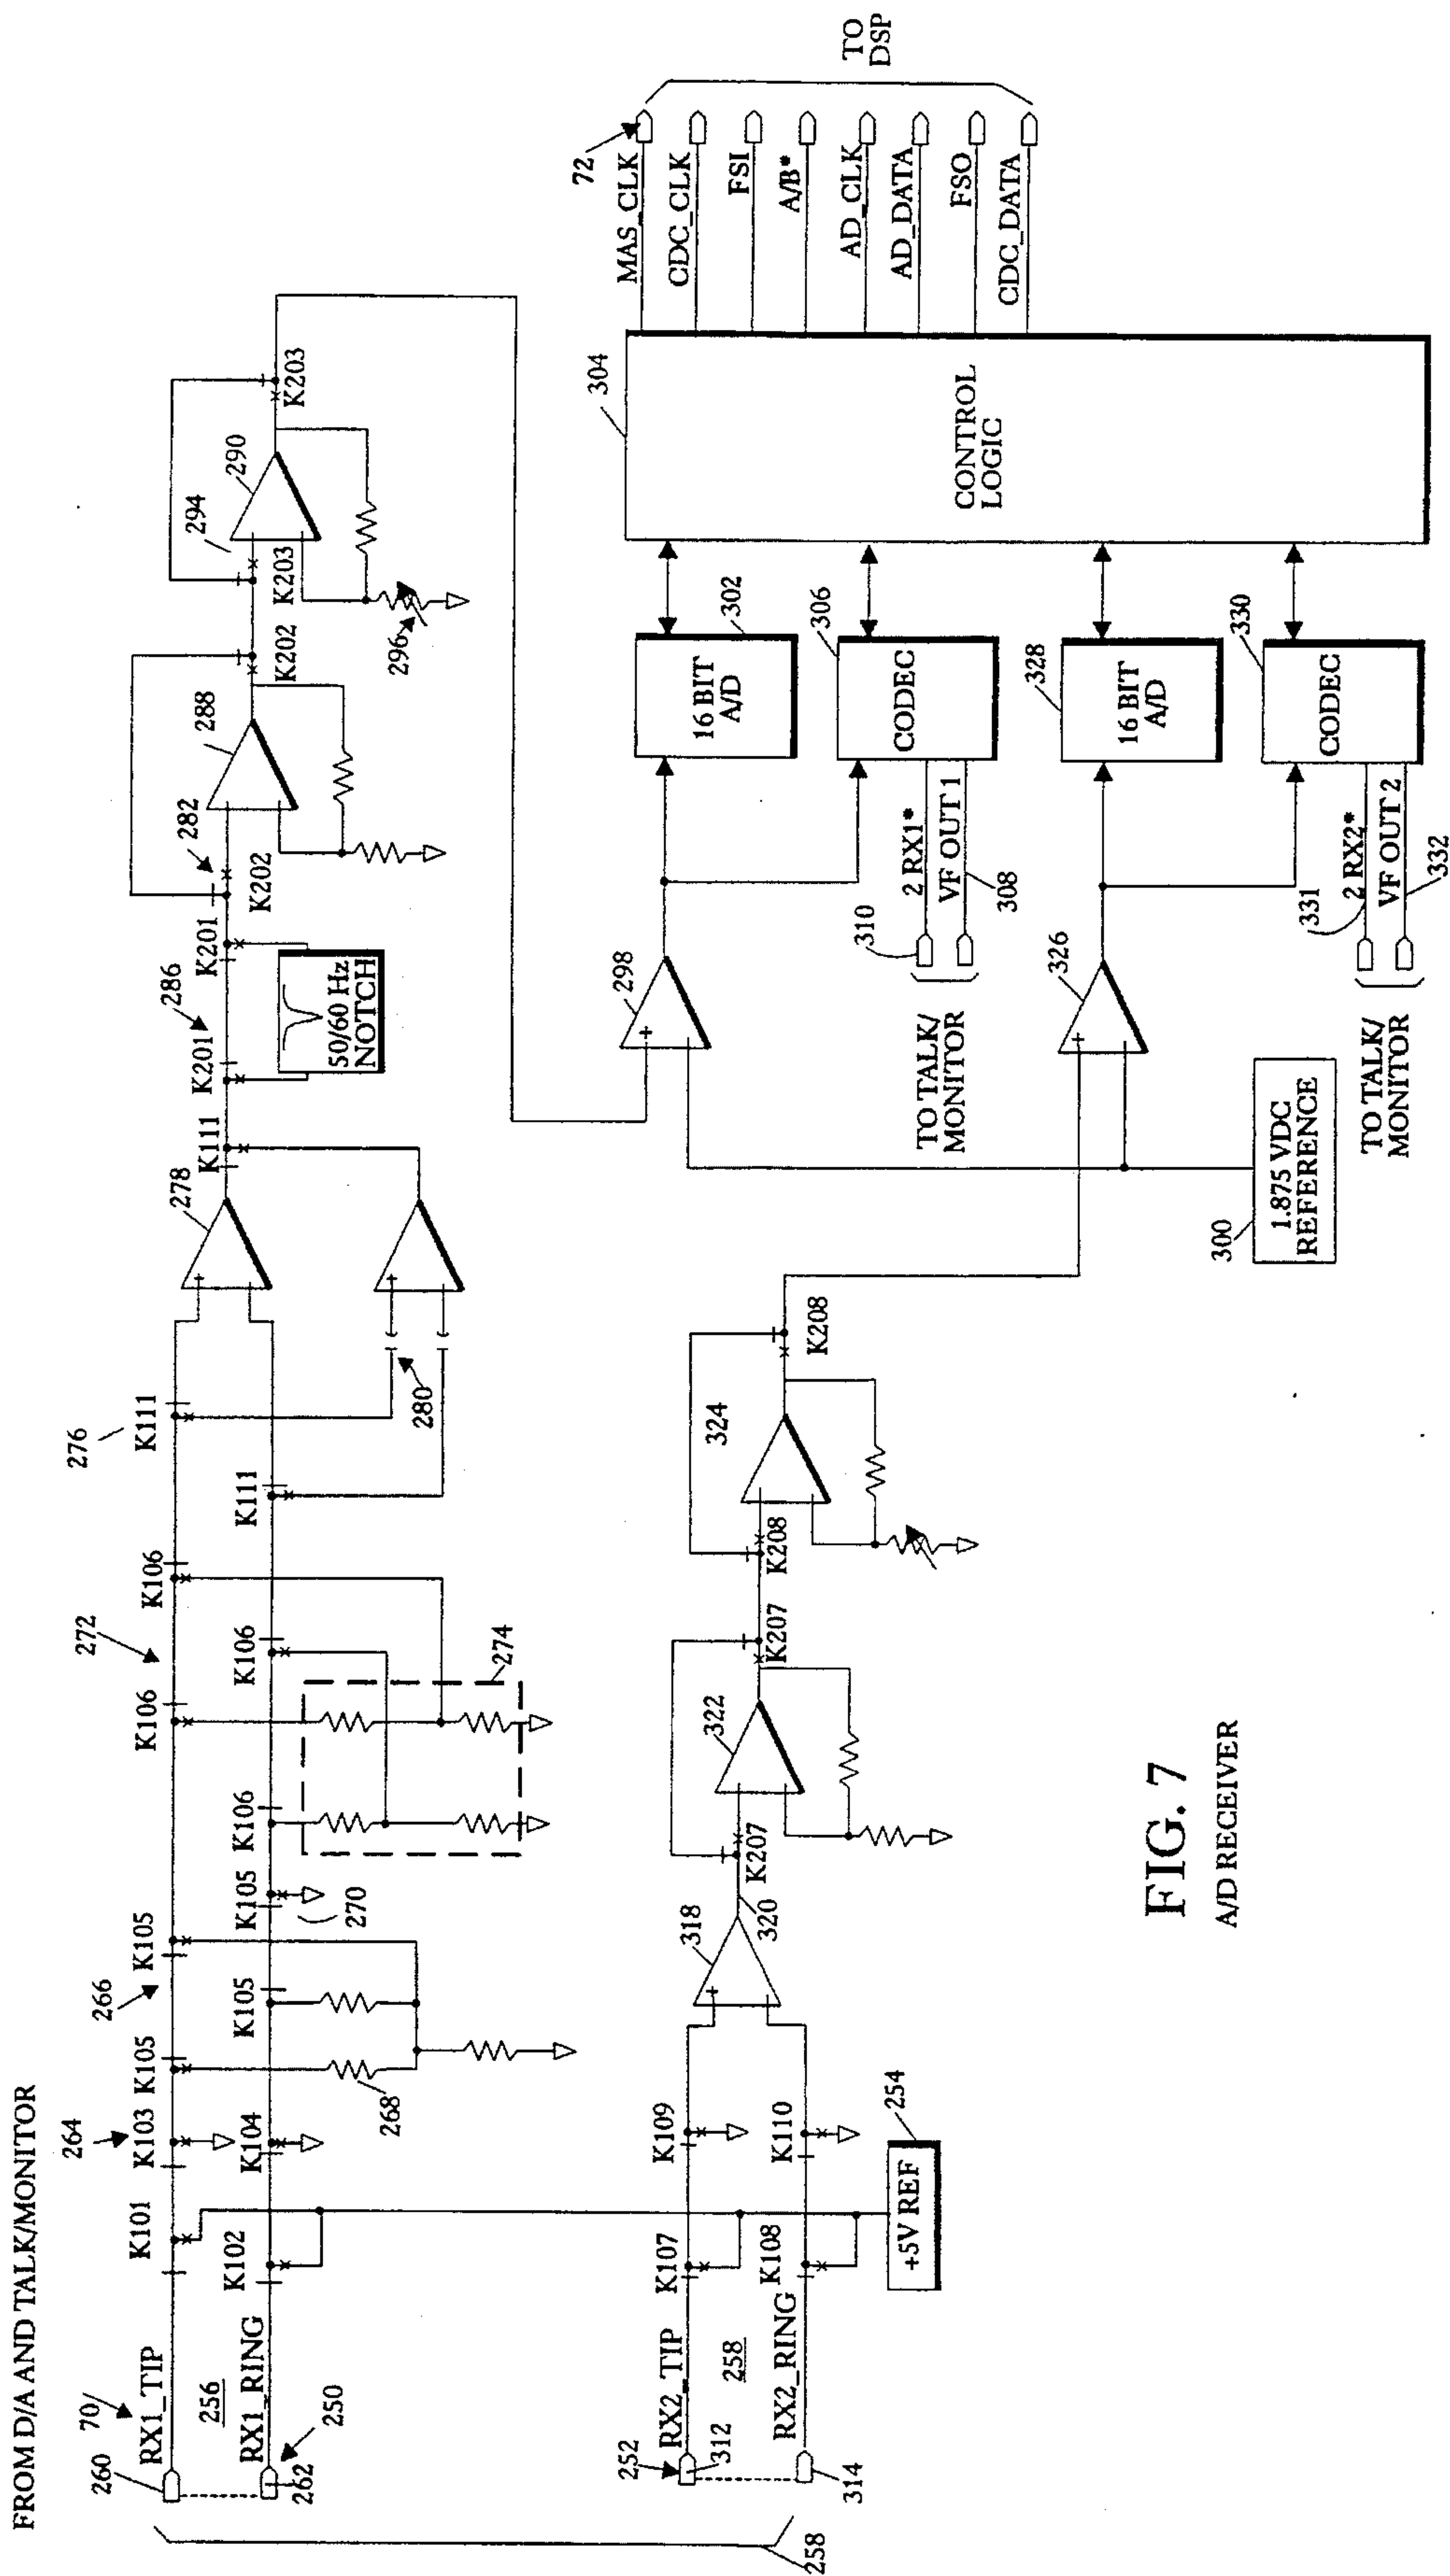 FROM D/A AND TALK/MONITOR
70
260
RX1_TIP
256
RX1_RING
262
250
K101
K102
264
K103
K104
K105
268
266
K105
K105
K105
270
K106
K106
272
274
K106
K106
276
K111
K111
280
278
K111
K201
286
K201
50/60 Hz
NOTCH
282
K202
288
K202
294
K203
290
296
K203
258
252
RX2_TIP
312
258
RX2_RING
314
K107
K108
+5V REF
254
K109
K110
318
320
K207
322
K207
K208
324
K208
300
1.875 VDC
REFERENCE
298
326
TO TALK/
MONITOR
310
2 RX1*
VF OUT 1
308
TO TALK/
MONITOR
331
2 RX2*
VF OUT 2
332
16 BIT
A/D
302
306
CODEC
328
16 BIT
A/D
330
CODEC
304
CONTROL
LOGIC
72
MAS_CLK
CDC_CLK
FSI
A/B*
AD_CLK
AD_DATA
FSO
CDC_DATA
TO
DSP
FIG. 7
A/D RECEIVER